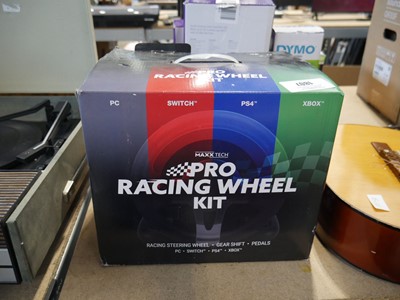 DYMO
PRO
RACING WHEEL
KIT
PC SWITCH™ PS4™ XBOX™
MAXX TECH
PRO
RACING WHEEL
KIT
RACING STEERING WHEEL • GEAR SHIFT • PEDALS
PC • SWITCH™ • PS4™ • XBOX™